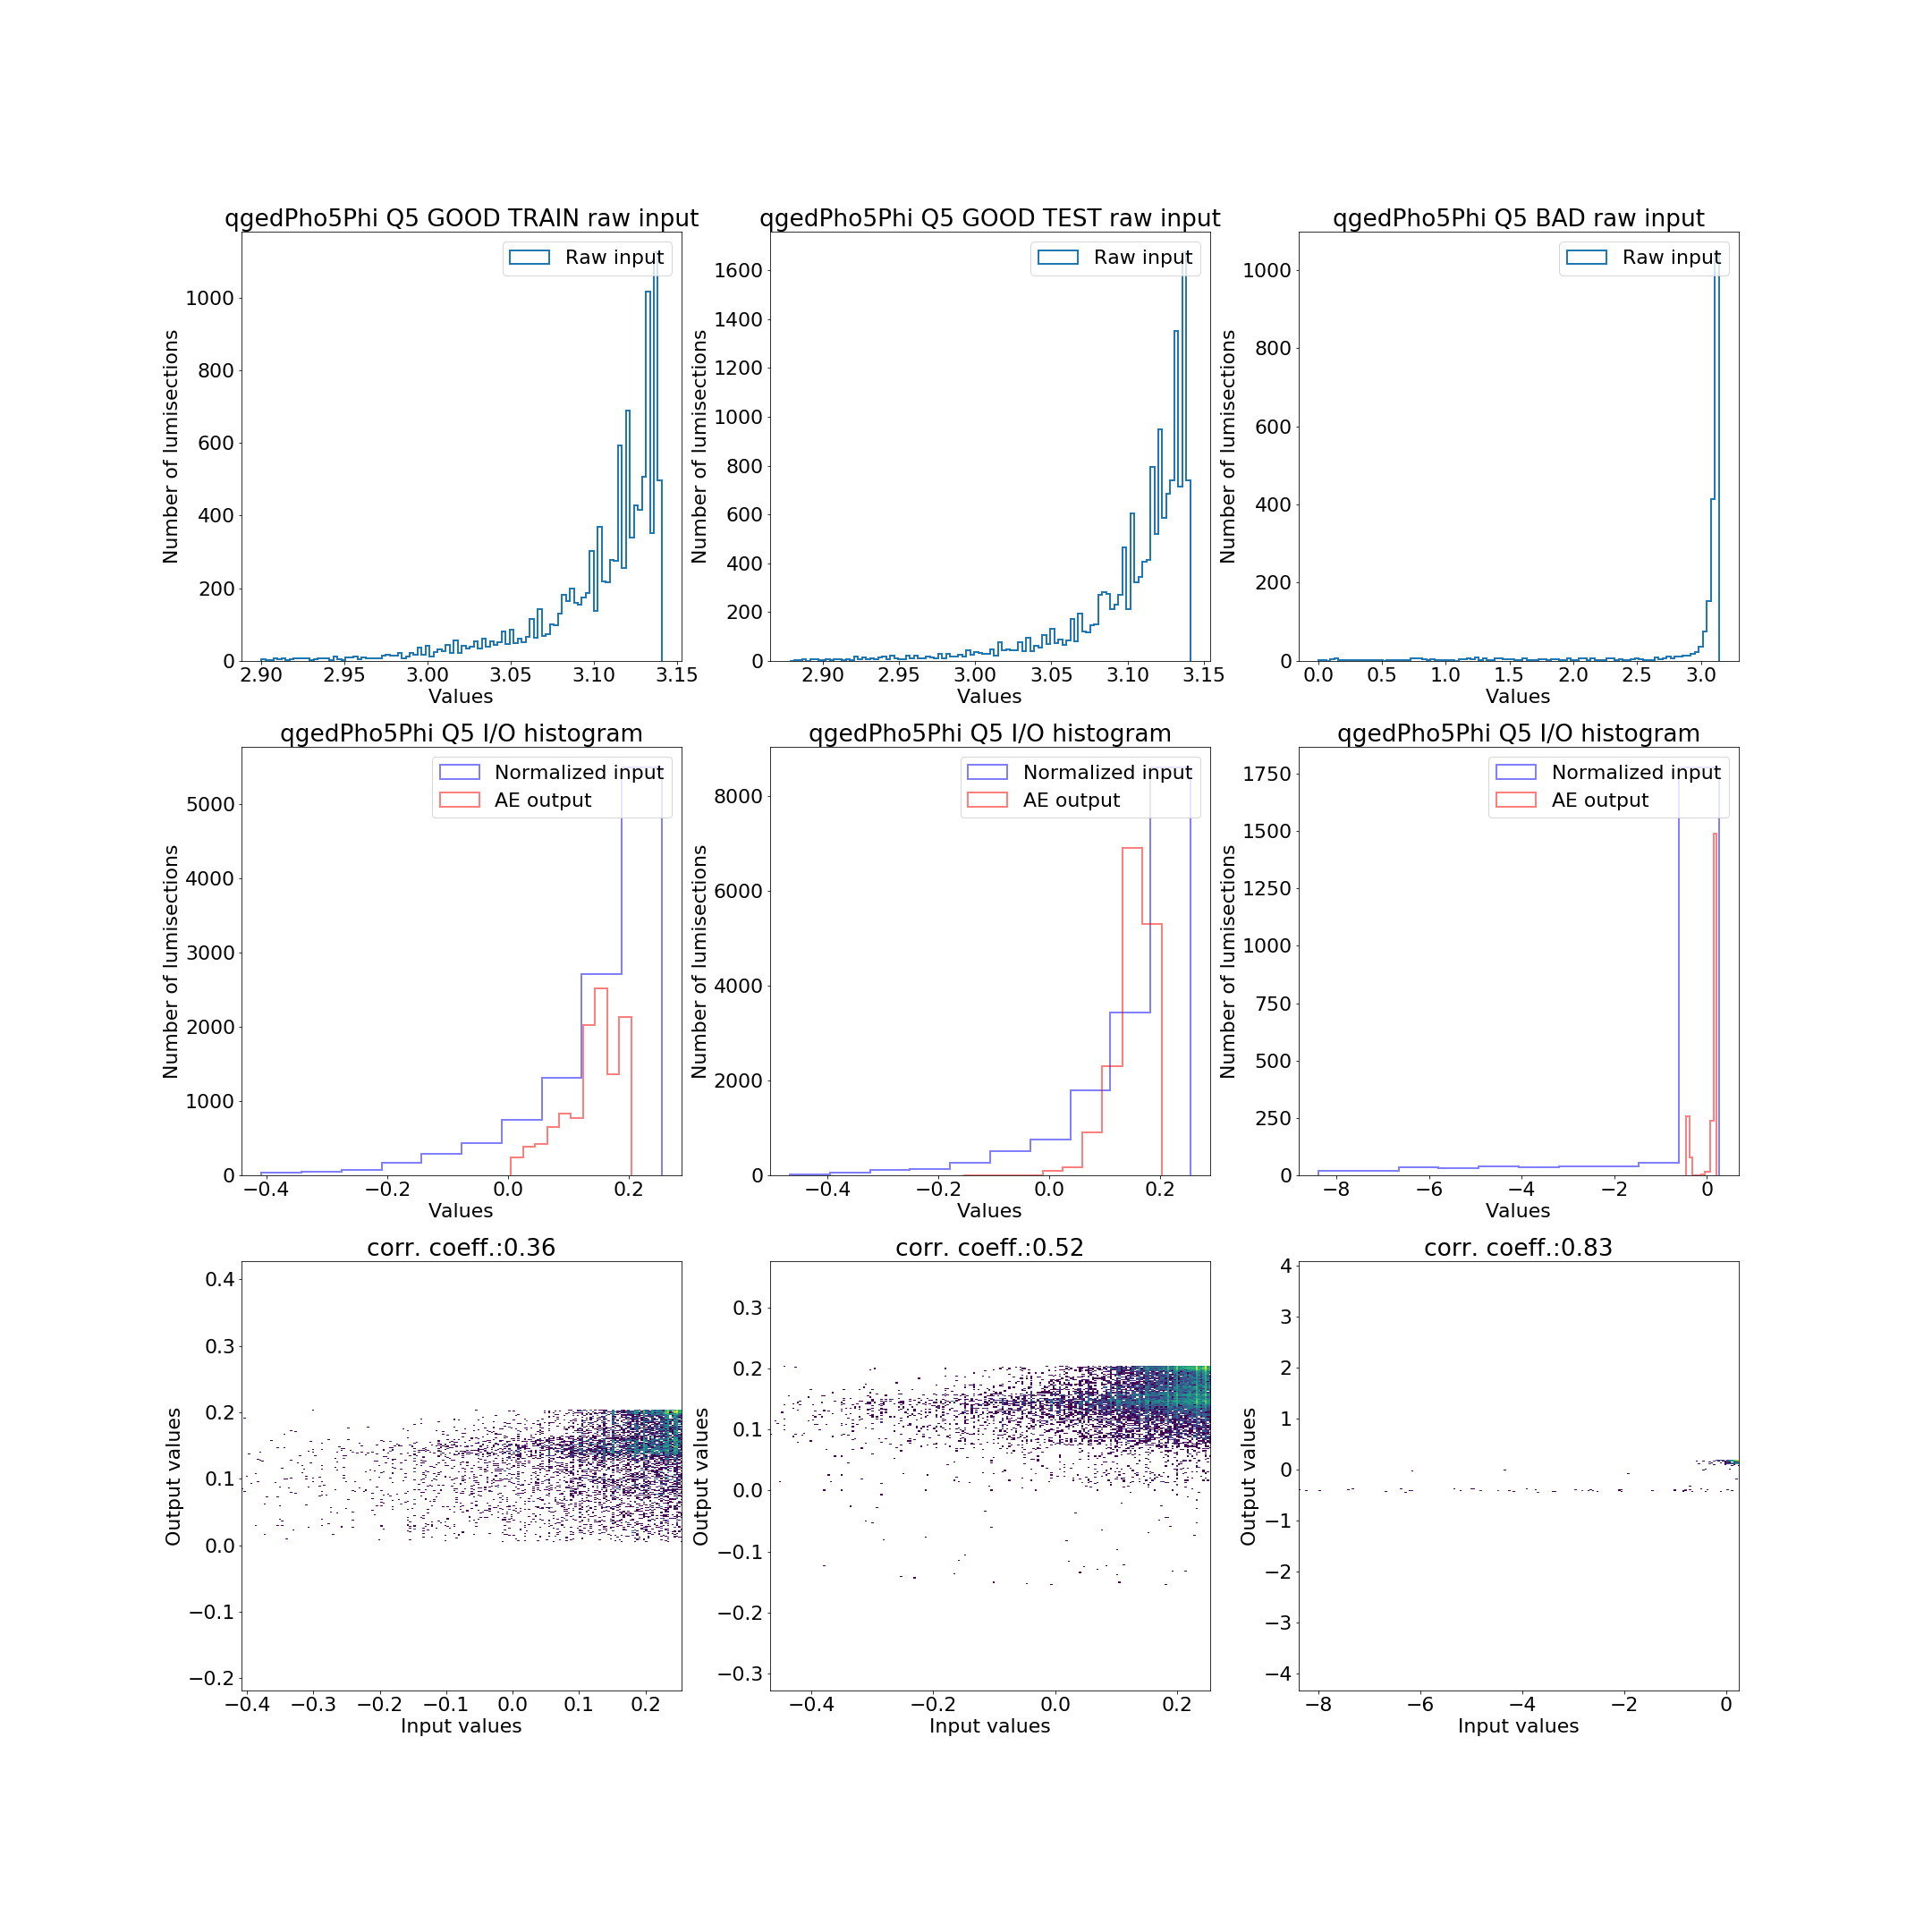 qgedPho5Phi Q5 GOOD TRAIN raw input
Raw input
Number of lumisections
0
200
400
600
800
1000
2.90 2.95 3.00 3.05 3.10 3.15
Values
qgedPho5Phi Q5 GOOD TEST raw input
Raw input
Number of lumisections
0
200
400
600
800
1000
1200
1400
1600
2.90 2.95 3.00 3.05 3.10 3.15
Values
qgedPho5Phi Q5 BAD raw input
Raw input
Number of lumisections
0
200
400
600
800
1000
0.0 0.5 1.0 1.5 2.0 2.5 3.0
Values
qgedPho5Phi Q5 I/O histogram
Normalized input
AE output
Number of lumisections
0
1000
2000
3000
4000
5000
−0.4 −0.2 0.0 0.2
Values
qgedPho5Phi Q5 I/O histogram
Normalized input
AE output
Number of lumisections
0
2000
4000
6000
8000
−0.4 −0.2 0.0 0.2
Values
qgedPho5Phi Q5 I/O histogram
Normalized input
AE output
Number of lumisections
0
250
500
750
1000
1250
1500
1750
−8 −6 −4 −2 0
Values
corr. coeff.:0.36
Output values
−0.2
−0.1
0.0
0.1
0.2
0.3
0.4
−0.4 −0.3 −0.2 −0.1 0.0 0.1 0.2
Input values
corr. coeff.:0.52
Output values
−0.3
−0.2
−0.1
0.0
0.1
0.2
0.3
−0.4 −0.2 0.0 0.2
Input values
corr. coeff.:0.83
Output values
−4
−3
−2
−1
0
1
2
3
4
−8 −6 −4 −2 0
Input values